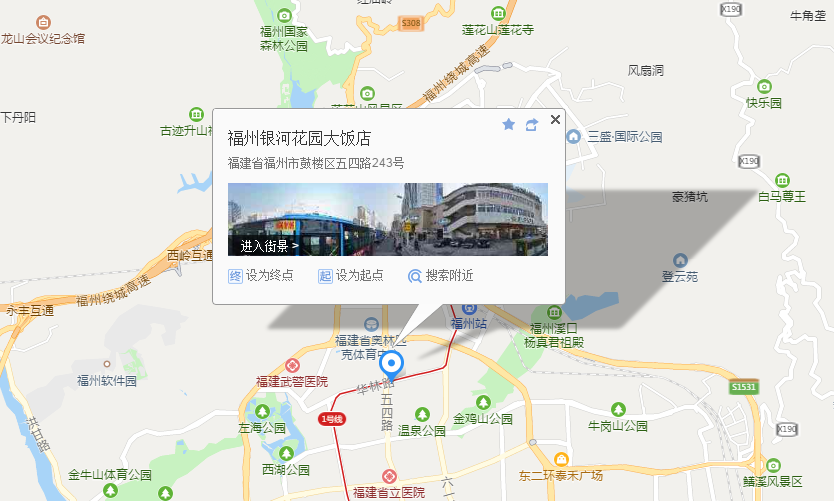 S308
X190
牛角垄
龙山会议纪念馆
福州国家
森林公园
莲花山莲花寺
福州绕城高速
风扇洞
快乐园
下丹阳
古迹升山
福州银河花园大饭店
福建省福州市鼓楼区五四路243号
三盛·国际公园
X190
豪猪坑
白马尊王
进入街景 >
西岭互通
终 设为终点
起 设为起点
搜索附近
登云苑
福州绕城高速
永丰互通
福州站
福州溪口
杨真君祖殿
福建省奥林匹
克体育中
福州软件园
福建武警医院
华林路
S1531
洪甘路
左海公园
1号线
五四路
温泉公园
金鸡山公园
牛岗山公园
X190
西湖公园
金牛山体育公园
东二环泰禾广场
鳝溪风景区
福建省立医院
六一